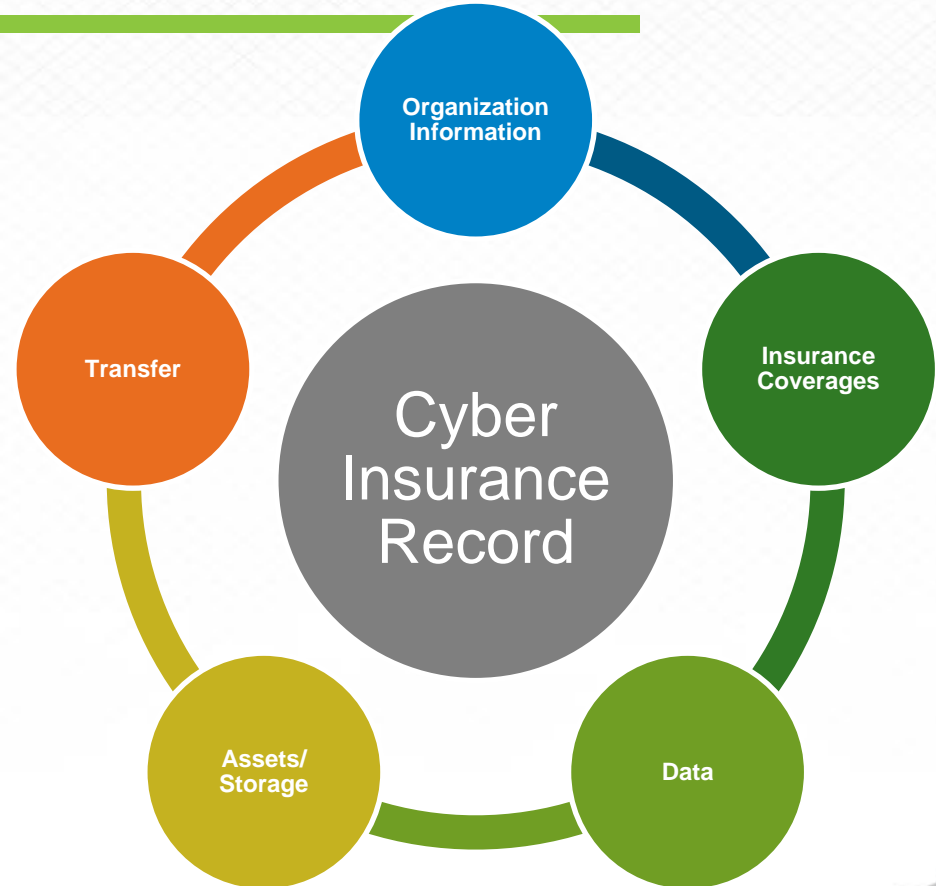 Organization
Information
Insurance
Coverages
Data
Assets/
Storage
Transfer
Cyber
Insurance
Record